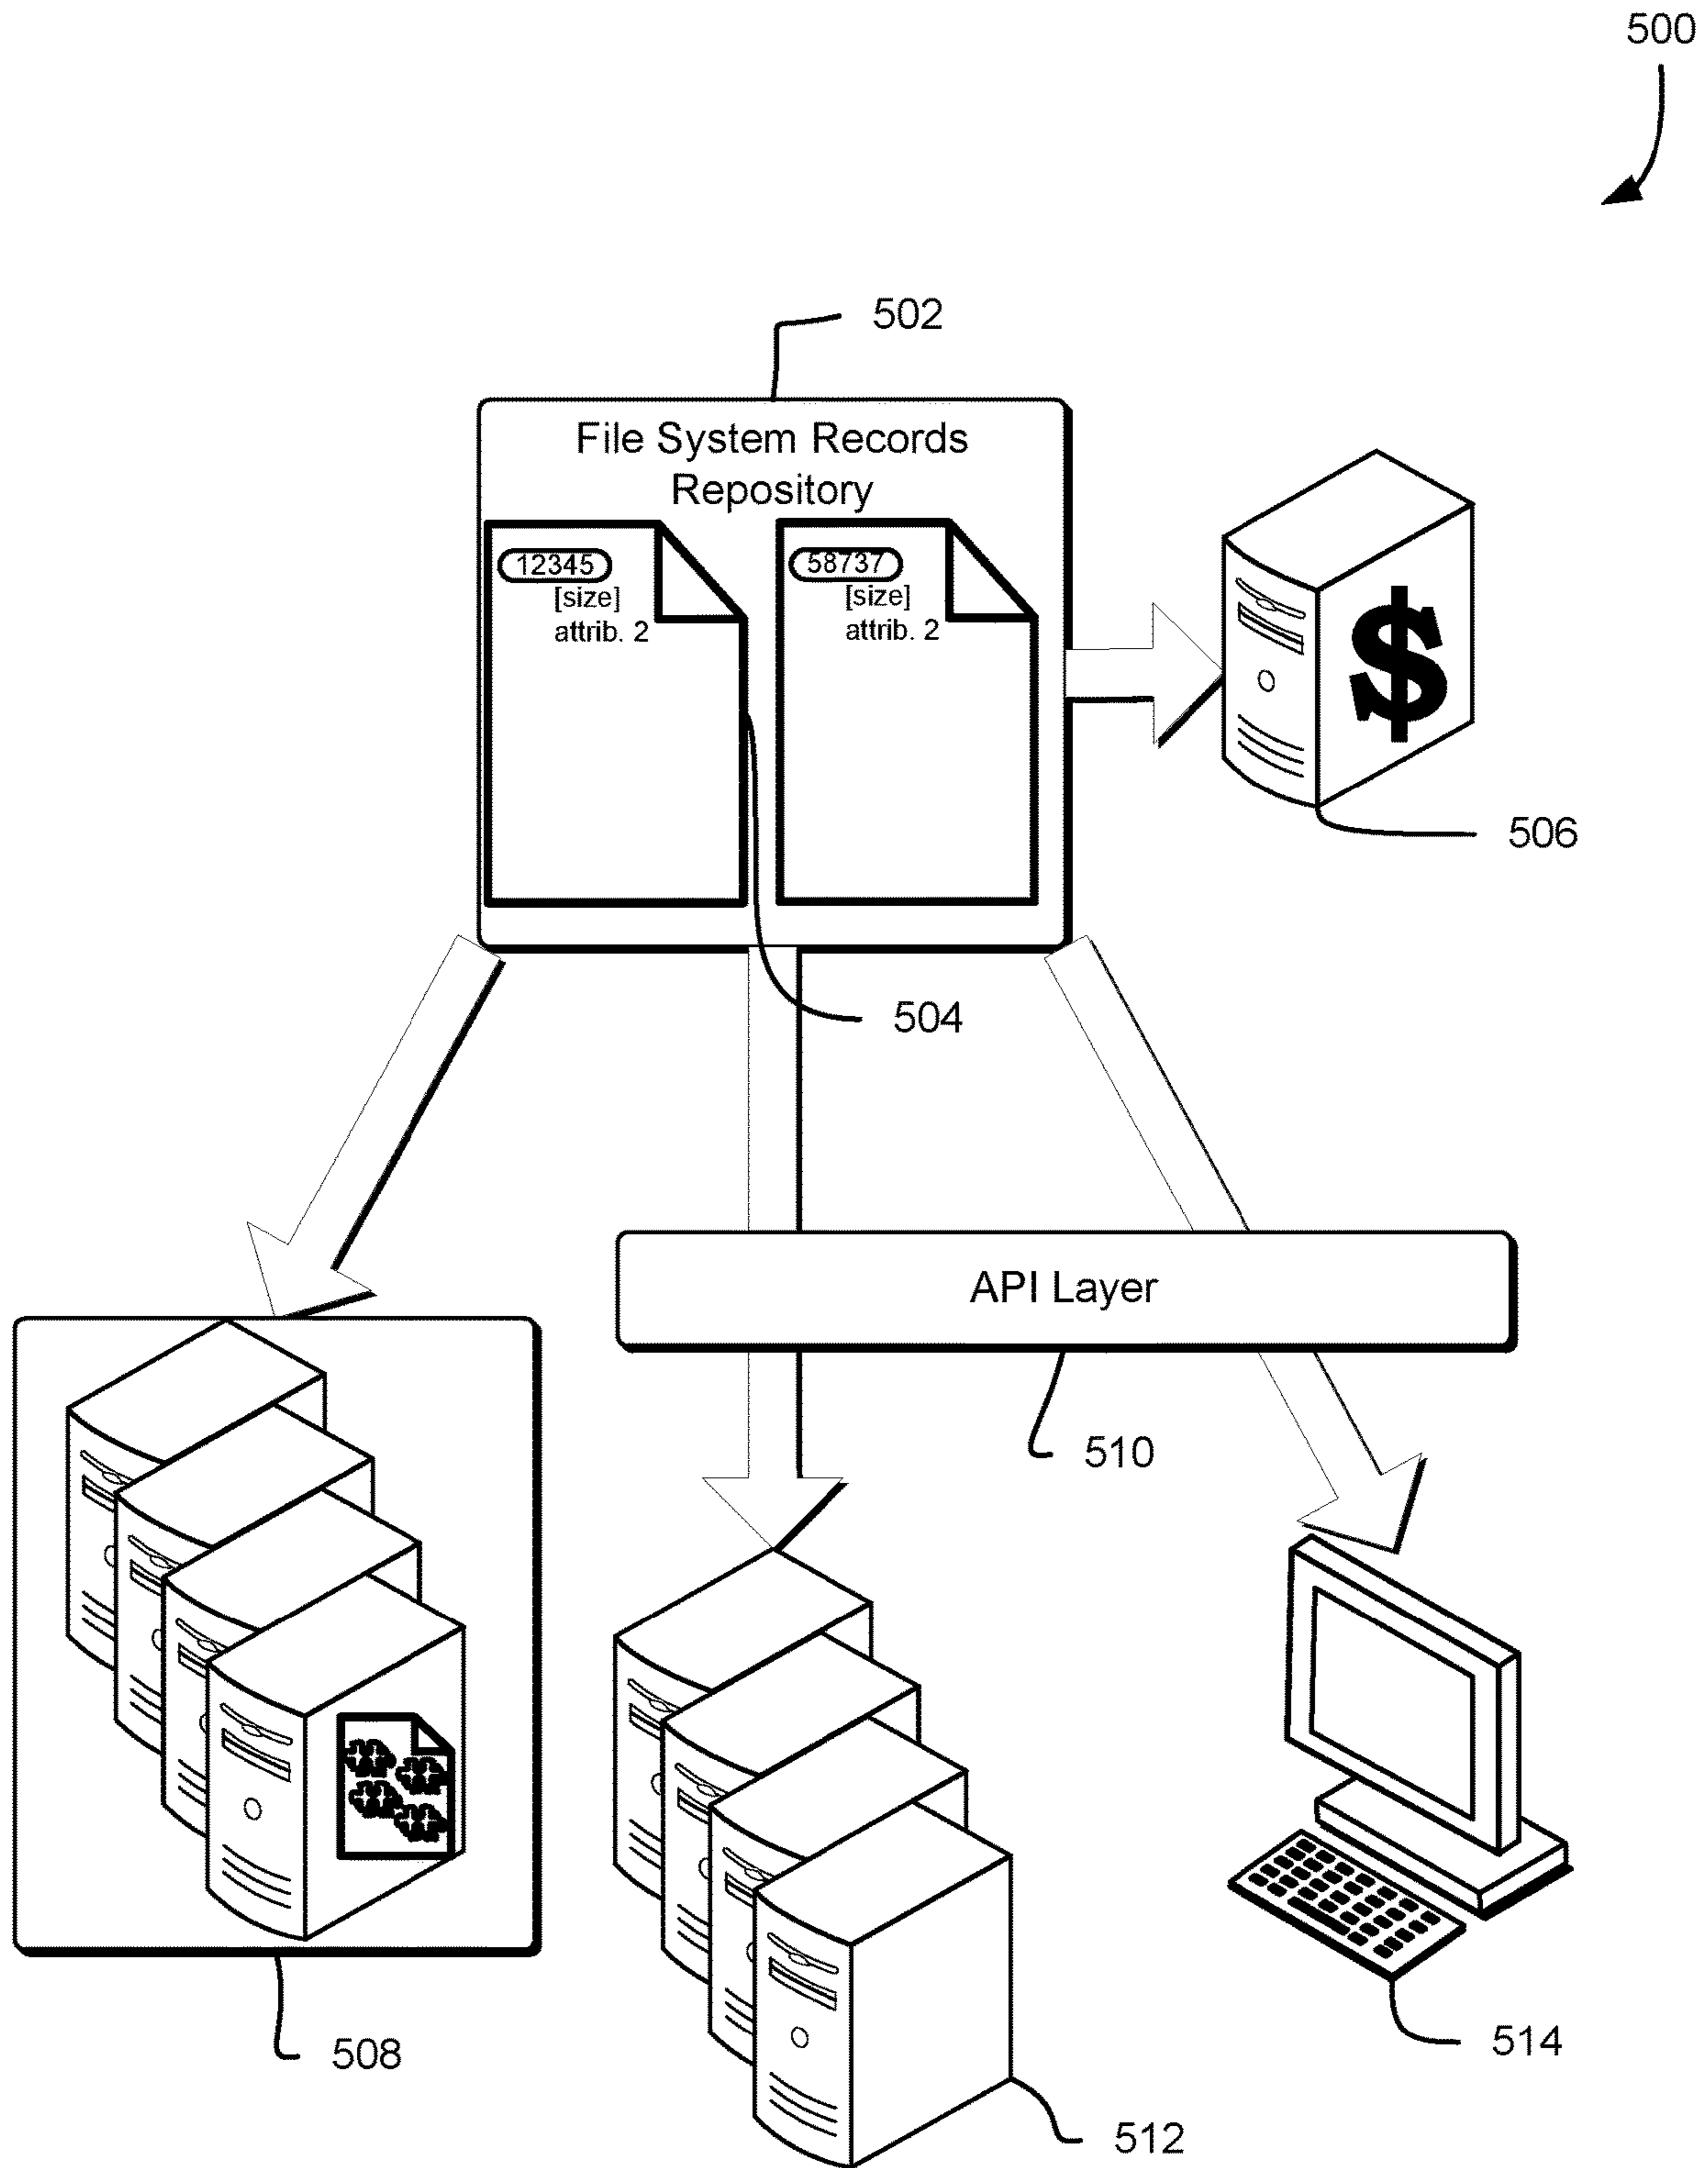 500
502
File System Records
Repository
12345
[size]
attrib. 2
58737
[size]
attrib. 2
$
506
504
API Layer
510
508
514
512